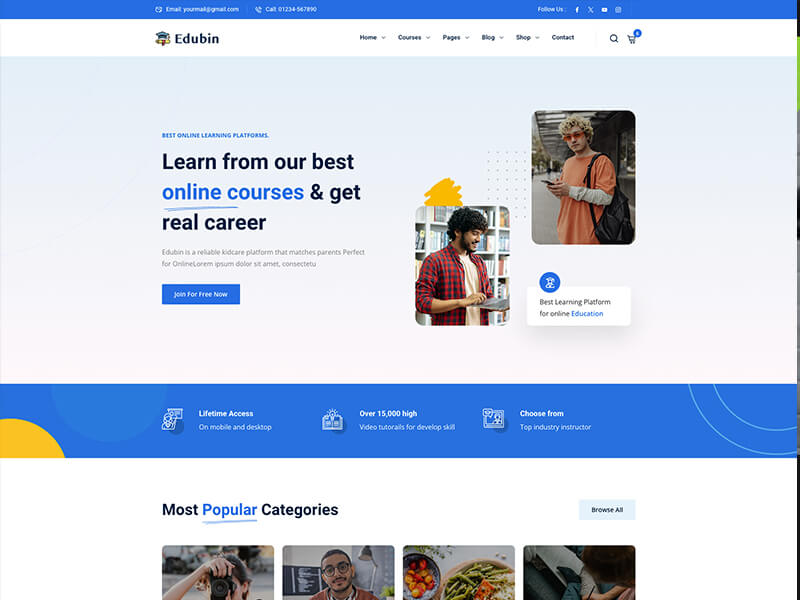 Email: yourmail@gmail.com
Call: 01234-567890
Follow Us :
Edubin
Home
Courses
Pages
Blog
Shop
Contact
BEST ONLINE LEARNING PLATFORMS.
Learn from our best
online courses & get
real career
Edubin is a reliable kidcare platform that matches parents Perfect
for OnlineLorem ipsum dolor sit amet, consectetu
Join For Free Now
Best Learning Platform
for online Education
Lifetime Access
On mobile and desktop
Over 15,000 high
Video tutorails for develop skill
Choose from
Top industry instructor
Most Popular Categories
Browse All